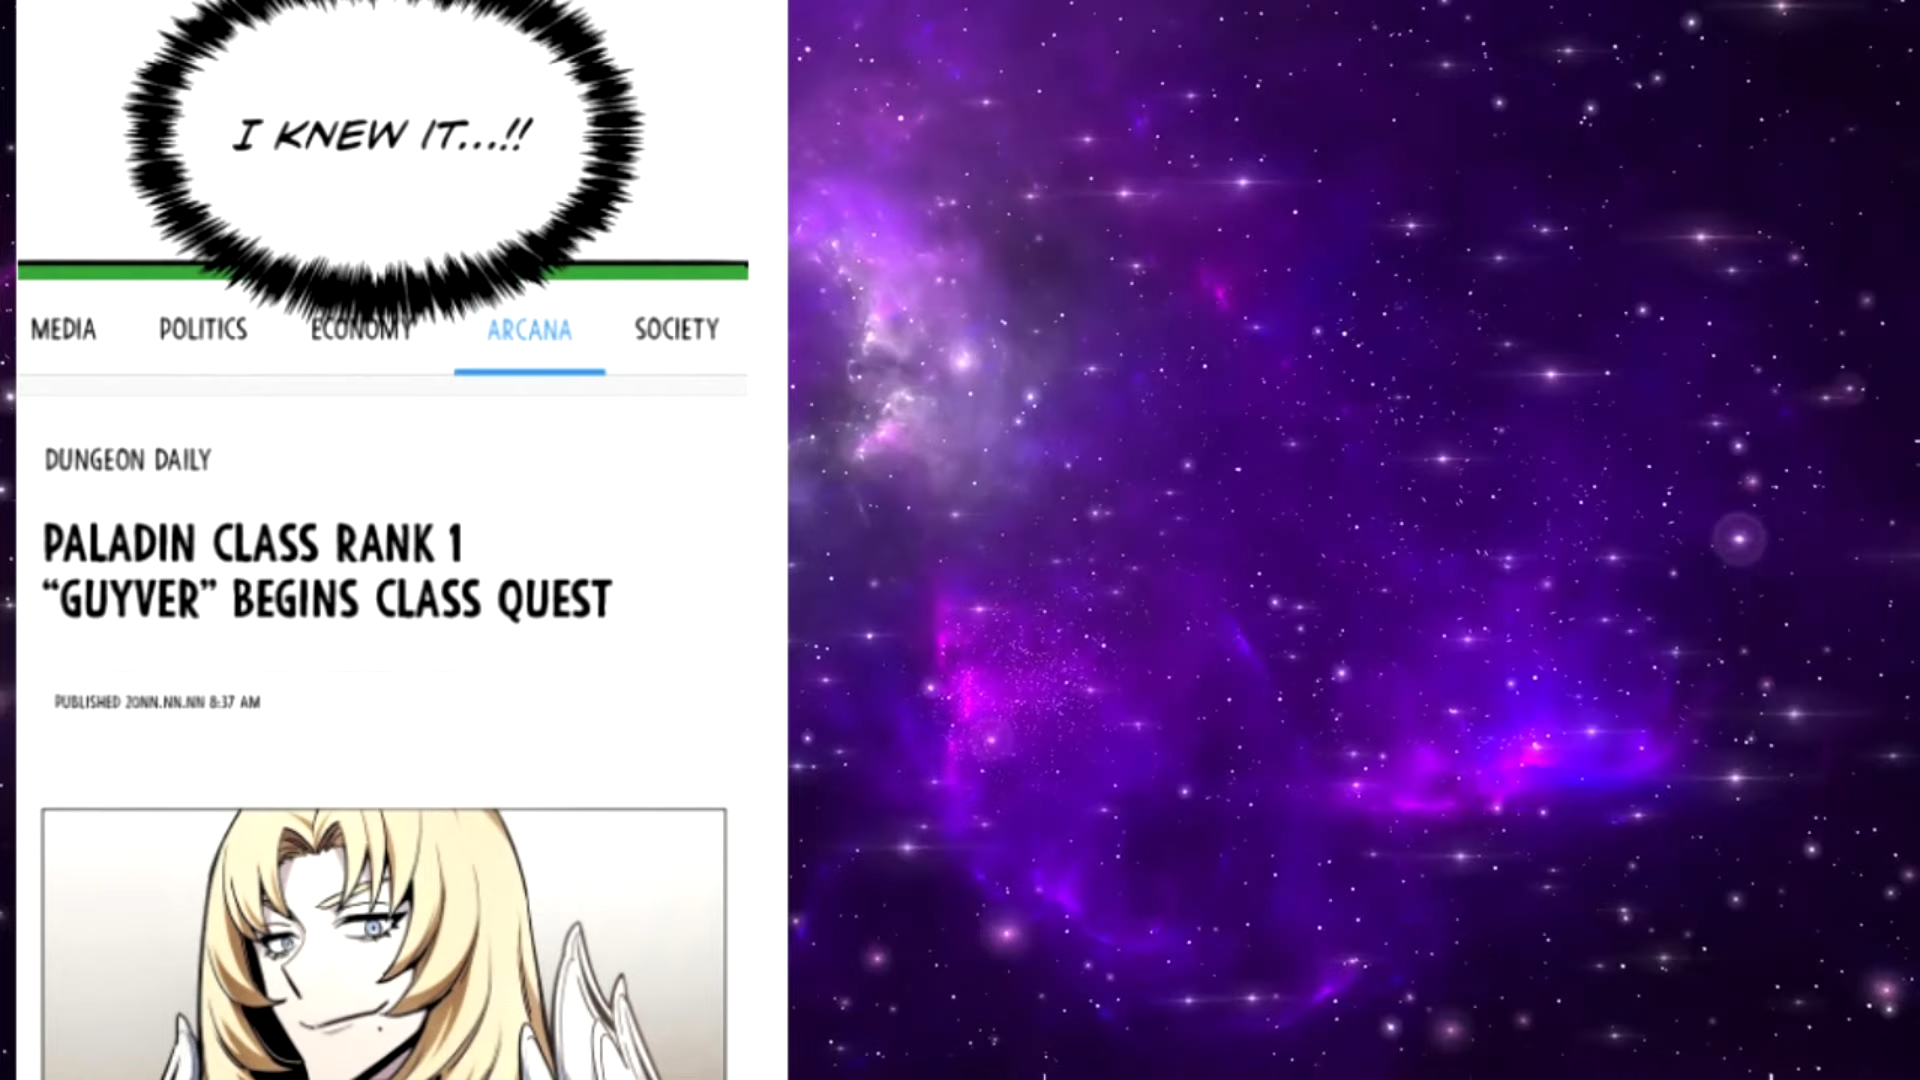 I KNEW IT...!!
MEDIA POLITICS ECONOMY ARCANA SOCIETY
DUNGEON DAILY
PALADIN CLASS RANK 1
“GUYVER” BEGINS CLASS QUEST
PUBLISHED 20NN.NN.NN 8:37 AM